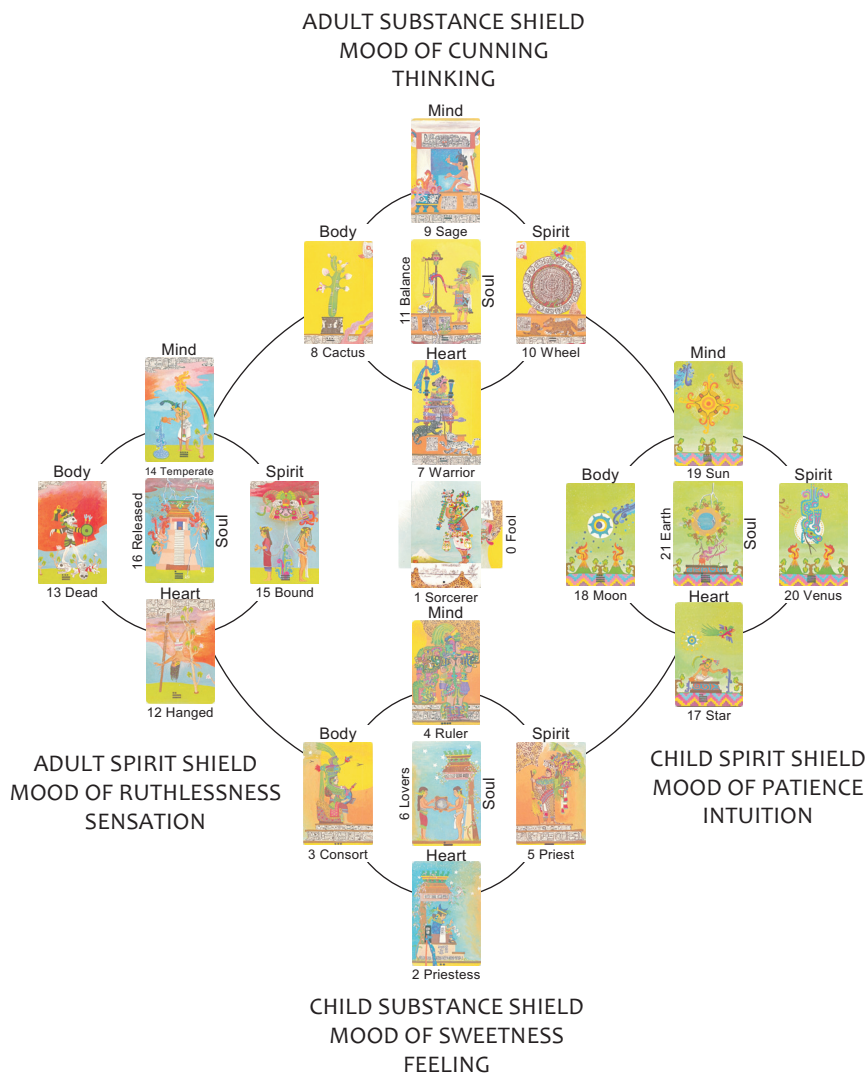 ADULT SUBSTANCE SHIELD
MOOD OF CUNNING
THINKING
Mind
9 Sage
Body
8 Cactus
11 Balance
Soul
Spirit
10 Wheel
Heart
7 Warrior
Mind
14 Temperate
Body
13 Dead
16 Released
Soul
Spirit
15 Bound
Heart
12 Hanged
0 Fool
1 Sorcerer
Mind
19 Sun
Body
18 Moon
21 Earth
Soul
Spirit
20 Venus
Heart
17 Star
Mind
4 Ruler
Body
3 Consort
6 Lovers
Soul
Spirit
5 Priest
Heart
2 Priestess
ADULT SPIRIT SHIELD
MOOD OF RUTHLESSNESS
SENSATION
CHILD SPIRIT SHIELD
MOOD OF PATIENCE
INTUITION
CHILD SUBSTANCE SHIELD
MOOD OF SWEETNESS
FEELING